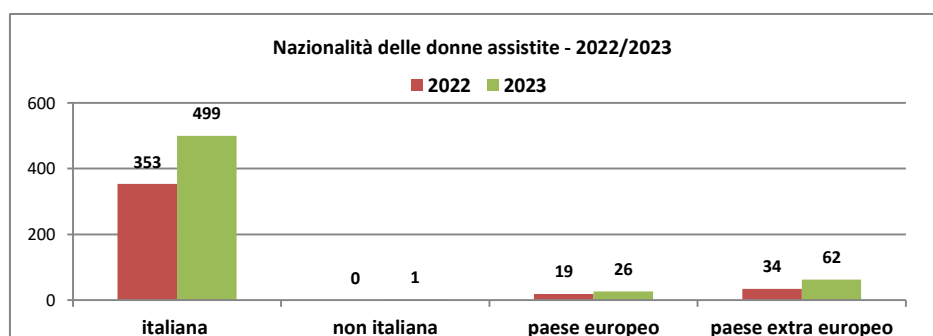 Nazionalità delle donne assistite - 2022/2023
2022 2023
600
499
400
353
200
0 1 19 26 34 62
0
italiana non italiana paese europeo paese extra europeo